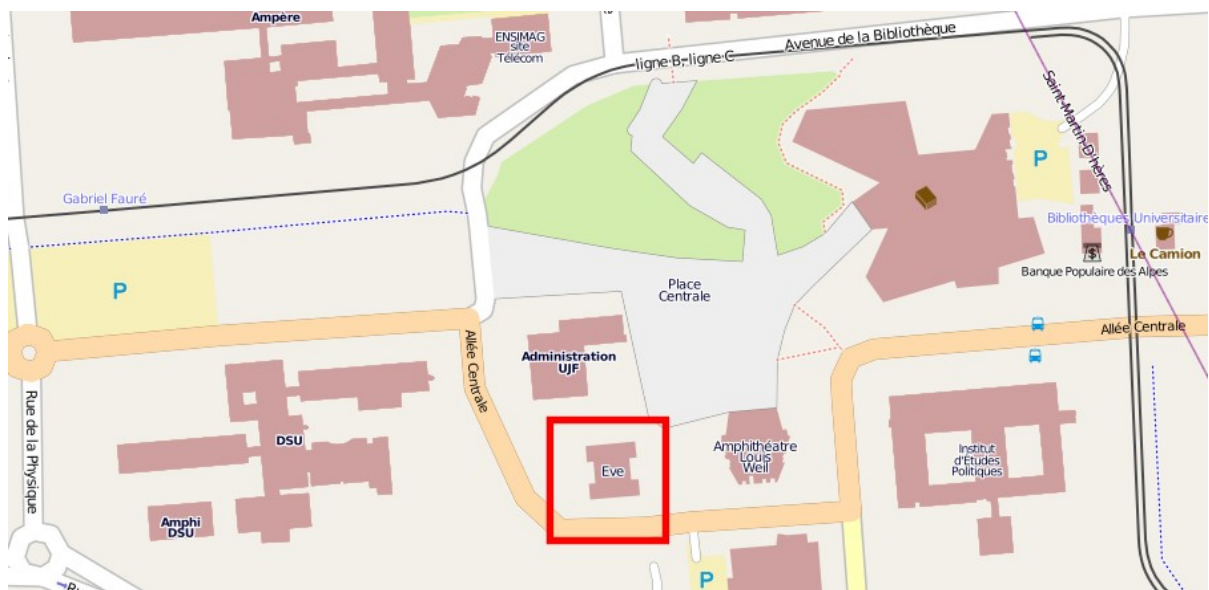 Ampère
ENSIMAG
site
Télécom
ligne B, ligne C
Avenue de la Bibliothèque
Saint-Martin-D'hères
P
Gabriel Fauré
Bibliothèques Universitaire
Le Camion
Banque Populaire des Alpes
$
P
Place
Centrale
Allée Centrale
Allée Centrale
Administration
UJF
Rue de la Physique
DSU
Eve
Amphithéatre
Louis
Weil
Institut
d'Études
Politiques
Amphi
DSU
P